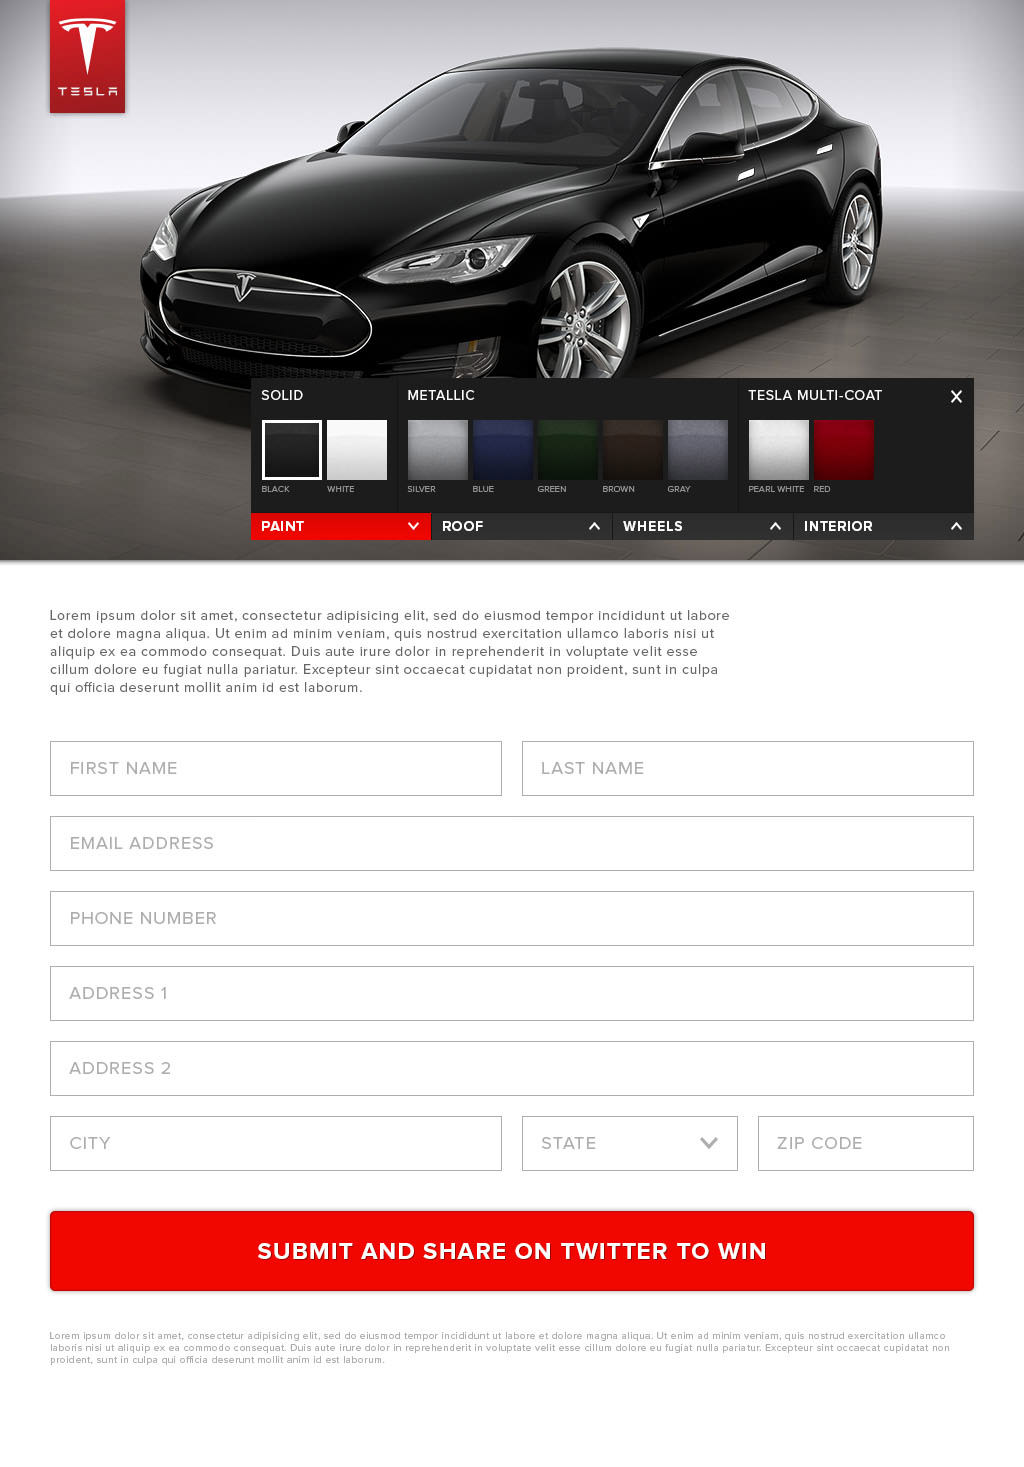 TESLA
SOLID
METALLIC
TESLA MULTI-COAT
X
BLACK
WHITE
SILVER
BLUE
GREEN
BROWN
GRAY
PEARL WHITE
RED
PAINT
ROOF
WHEELS
INTERIOR
Lorem ipsum dolor sit amet, consectetur adipisicing elit, sed do eiusmod tempor incididunt ut labore
et dolore magna aliqua. Ut enim ad minim veniam, quis nostrud exercitation ullamco laboris nisi ut
aliquip ex ea commodo consequat. Duis aute irure dolor in reprehenderit in voluptate velit esse
cillum dolore eu fugiat nulla pariatur. Excepteur sint occaecat cupidatat non proident, sunt in culpa
qui officia deserunt mollit anim id est laborum.
FIRST NAME
LAST NAME
EMAIL ADDRESS
PHONE NUMBER
ADDRESS 1
ADDRESS 2
CITY
STATE
ZIP CODE
SUBMIT AND SHARE ON TWITTER TO WIN
Lorem ipsum dolor sit amet, consectetur adipisicing elit, sed do eiusmod tempor incididunt ut labore et dolore magna aliqua. Ut enim ad minim veniam, quis nostrud exercitation ullamco
laboris nisi ut aliquip ex ea commodo consequat. Duis aute irure dolor in reprehenderit in voluptate velit esse cillum dolore eu fugiat nulla pariatur. Excepteur sint occaecat cupidatat non
proident, sunt in culpa qui officia deserunt mollit anim id est laborum.